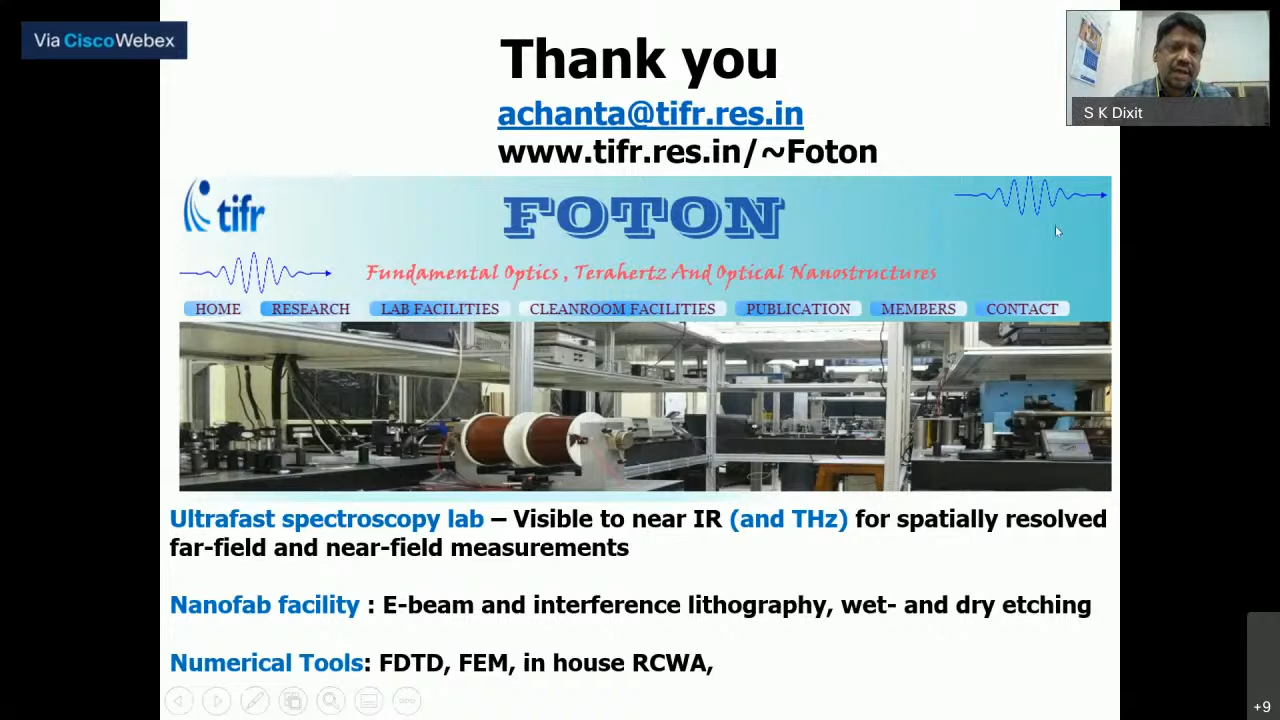 Via CiscoWebex
Thank you
achanta@tifr.res.in
www.tifr.res.in/~Foton
S K Dixit
tifr
FOTON
Fundamental Optics , Terahertz And Optical Nanostructures
HOME RESEARCH LAB FACILITIES CLEANROOM FACILITIES PUBLICATION MEMBERS CONTACT
Ultrafast spectroscopy lab – Visible to near IR (and THz) for spatially resolved
far-field and near-field measurements
Nanofab facility : E-beam and interference lithography, wet- and dry etching
Numerical Tools: FDTD, FEM, in house RCWA,
+9